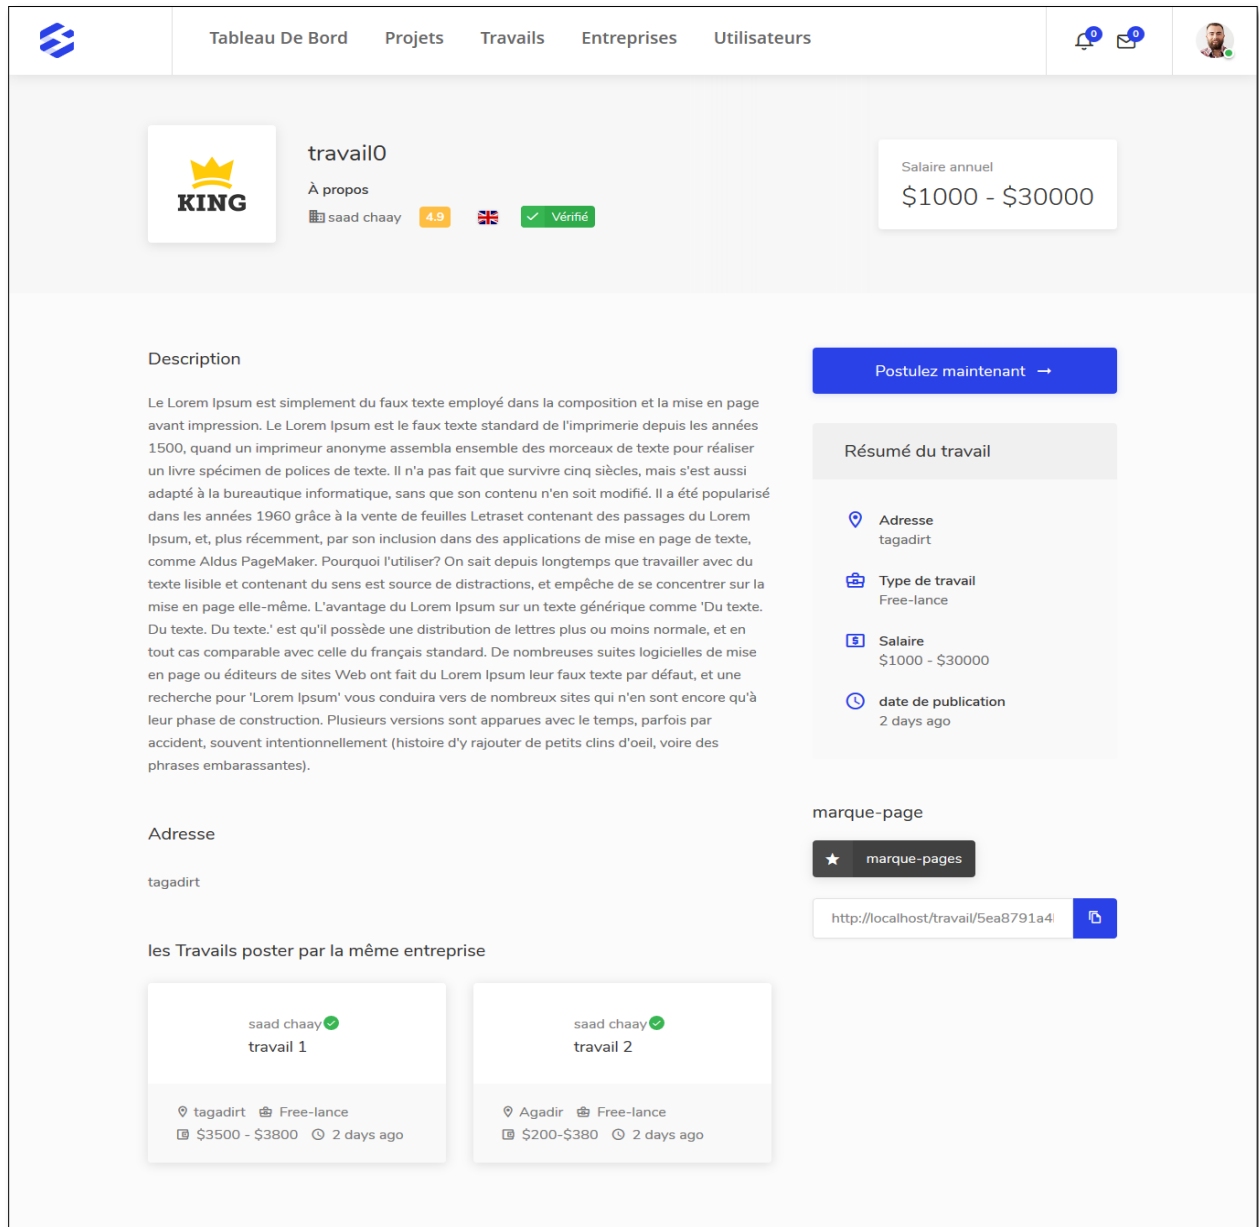 Tableau De Bord Projets Travails Entreprises Utilisateurs 0 0
KING
travail0
À propos
saad chaay 4.9 Vérifié
Salaire annuel
$1000 - $30000
Description
Le Lorem Ipsum est simplement du faux texte employé dans la composition et la mise en page
avant impression. Le Lorem Ipsum est le faux texte standard de l'imprimerie depuis les années
1500, quand un imprimeur anonyme assembla ensemble des morceaux de texte pour réaliser
un livre spécimen de polices de texte. Il n'a pas fait que survivre cinq siècles, mais s'est aussi
adapté à la bureautique informatique, sans que son contenu n'en soit modifié. Il a été popularisé
dans les années 1960 grâce à la vente de feuilles Letraset contenant des passages du Lorem
Ipsum, et, plus récemment, par son inclusion dans des applications de mise en page de texte,
comme Aldus PageMaker. Pourquoi l'utiliser? On sait depuis longtemps que travailler avec du
texte lisible et contenant du sens est source de distractions, et empêche de se concentrer sur la
mise en page elle-même. L'avantage du Lorem Ipsum sur un texte générique comme 'Du texte.
Du texte. Du texte.' est qu'il possède une distribution de lettres plus ou moins normale, et en
tout cas comparable avec celle du français standard. De nombreuses suites logicielles de mise
en page ou éditeurs de sites Web ont fait du Lorem Ipsum leur faux texte par défaut, et une
recherche pour 'Lorem Ipsum' vous conduira vers de nombreux sites qui n'en sont encore qu'à
leur phase de construction. Plusieurs versions sont apparues avec le temps, parfois par
accident, souvent intentionnellement (histoire d'y rajouter de petits clins d'oeil, voire des
phrases embarassantes).
Adresse
tagadirt
les Travails poster par la même entreprise
saad chaay
travail 1
tagadirt Free-lance
$3500 - $3800 2 days ago
saad chaay
travail 2
Agadir Free-lance
$200-$380 2 days ago
Postulez maintenant →
Résumé du travail
Adresse
tagadirt
Type de travail
Free-lance
Salaire
$1000 - $30000
date de publication
2 days ago
marque-page
marque-pages
http://localhost/travail/5ea8791a4